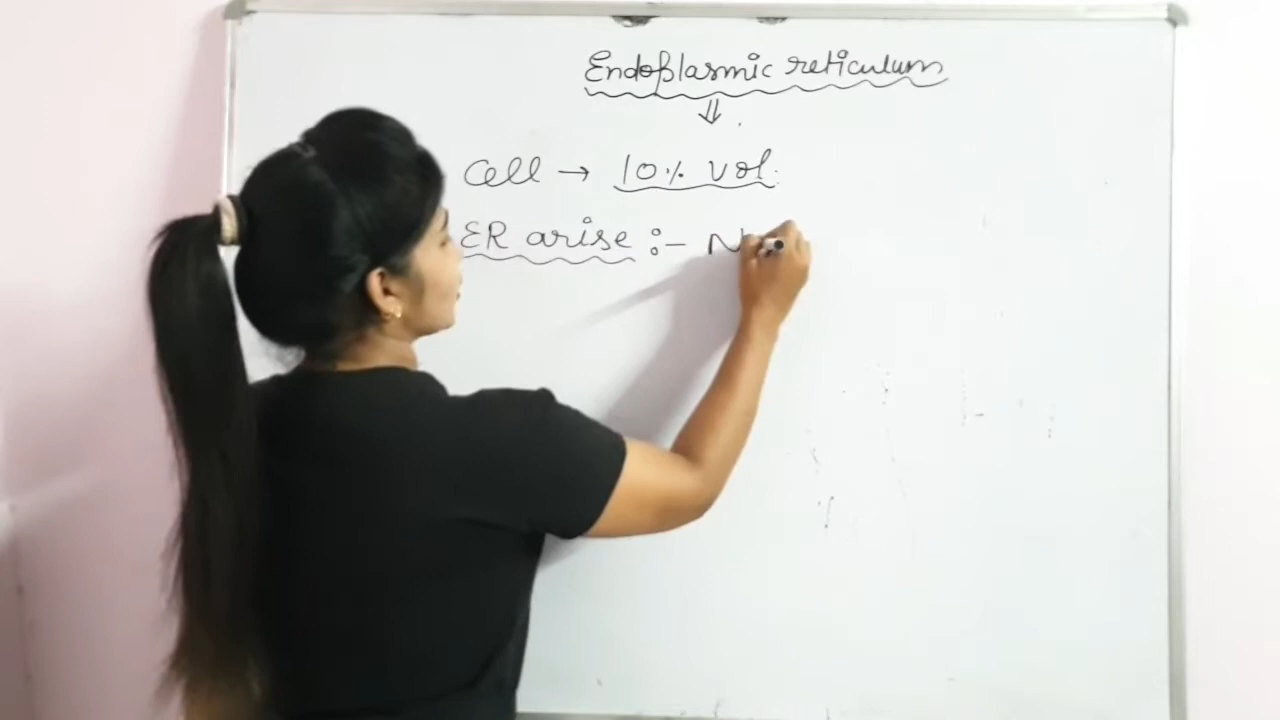 Endoplasmic reticulum
⇓
Cell → 10% vol.
ER arise :- N